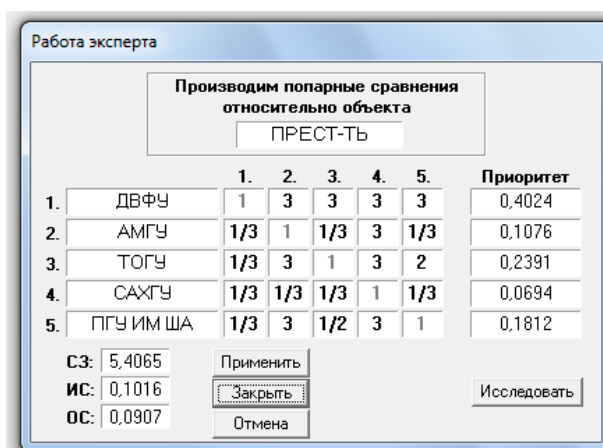 Работа эксперта
Производим попарные сравнения
относительно объекта
ПРЕСТ-ТЬ
1. 2. 3. 4. 5. Приоритет
1. ДВФУ 1 3 3 3 3 0,4024
2. АМГУ 1/3 1 1/3 3 1/3 0,1076
3. ТОГУ 1/3 3 1 3 2 0,2391
4. САХГУ 1/3 1/3 1/3 1 1/3 0,0694
5. ПГУ ИМ ША 1/3 3 1/2 3 1 0,1812
СЗ: 5,4065 Применить
ИС: 0,1016 Закрыть Исследовать
ОС: 0,0907 Отмена